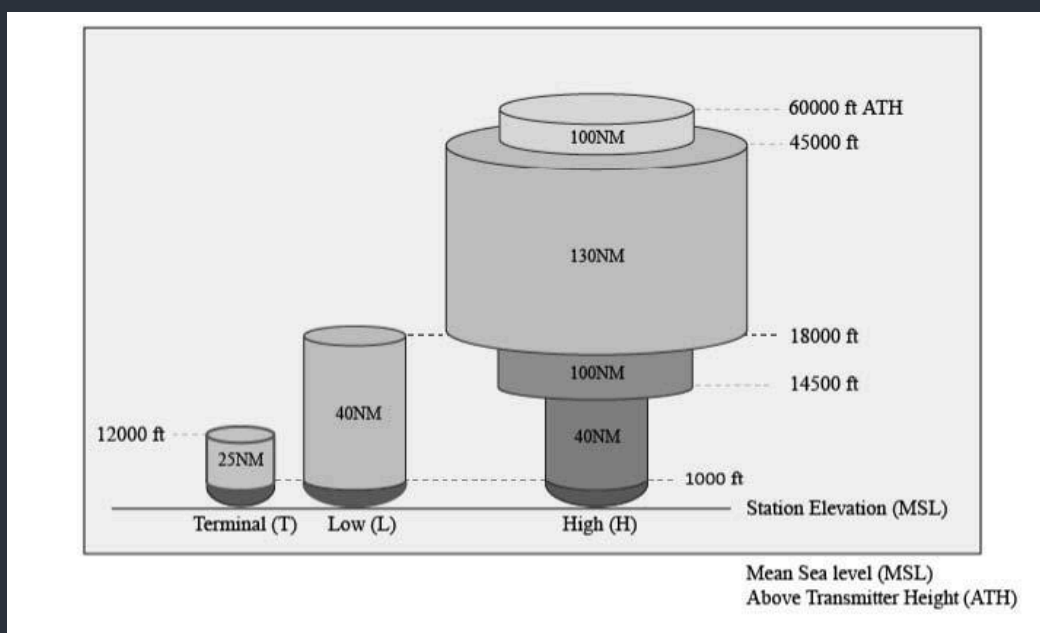 60000 ft ATH
100NM
45000 ft
130NM
18000 ft
100NM
14500 ft
40NM
12000 ft
25NM
40NM
1000 ft
Station Elevation (MSL)
Terminal (T)
Low (L)
High (H)
Mean Sea level (MSL)
Above Transmitter Height (ATH)